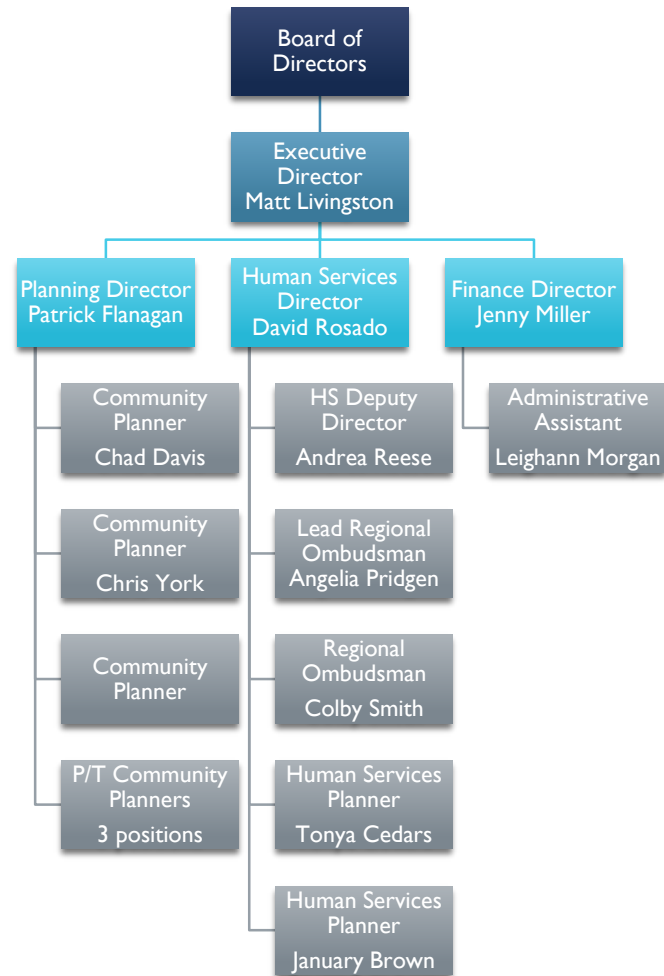 Board of
Directors
Executive
Director
Matt Livingston
Planning Director
Patrick Flanagan
Human Services
Director
David Rosado
Finance Director
Jenny Miller
Community
Planner
Chad Davis
Community
Planner
Chris York
Community
Planner
P/T Community
Planners
3 positions
HS Deputy
Director
Andrea Reese
Lead Regional
Ombudsman
Angelia Pridgen
Regional
Ombudsman
Colby Smith
Human Services
Planner
Tonya Cedars
Human Services
Planner
January Brown
Administrative
Assistant
Leighann Morgan